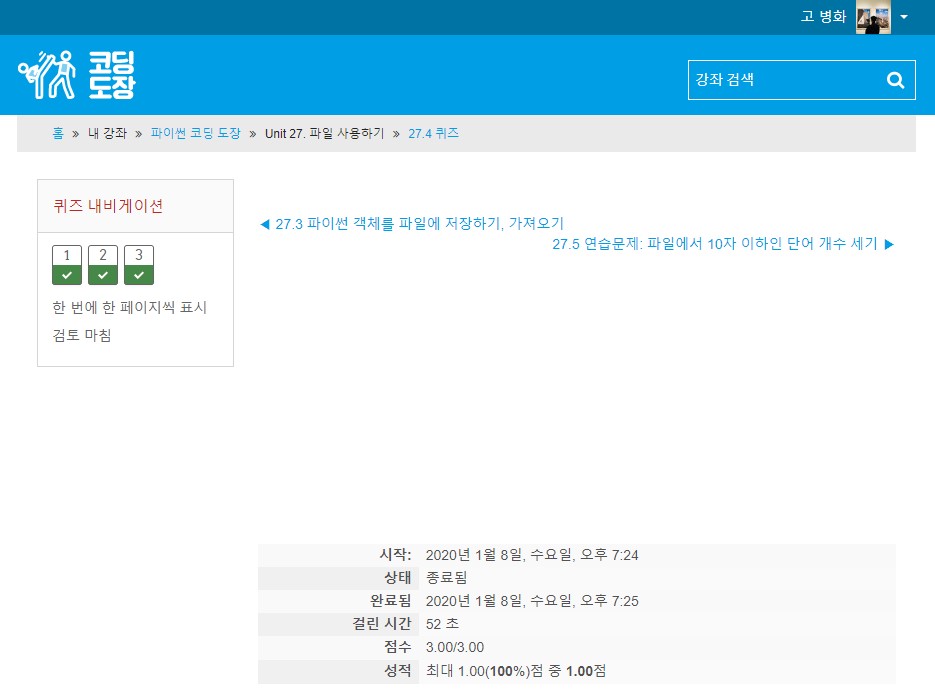 고 병화
코딩
도장
강좌 검색
홈 » 내 강좌 » 파이썬 코딩 도장 » Unit 27. 파일 사용하기 » 27.4 퀴즈
퀴즈 내비게이션
1 2 3
한 번에 한 페이지씩 표시
검토 마침
◀ 27.3 파이썬 객체를 파일에 저장하기, 가져오기
27.5 연습문제: 파일에서 10자 이하인 단어 개수 세기 ▶
시작: 2020년 1월 8일, 수요일, 오후 7:24
상태 종료됨
완료됨 2020년 1월 8일, 수요일, 오후 7:25
걸린 시간 52 초
점수 3.00/3.00
성적 최대 1.00(100%)점 중 1.00점